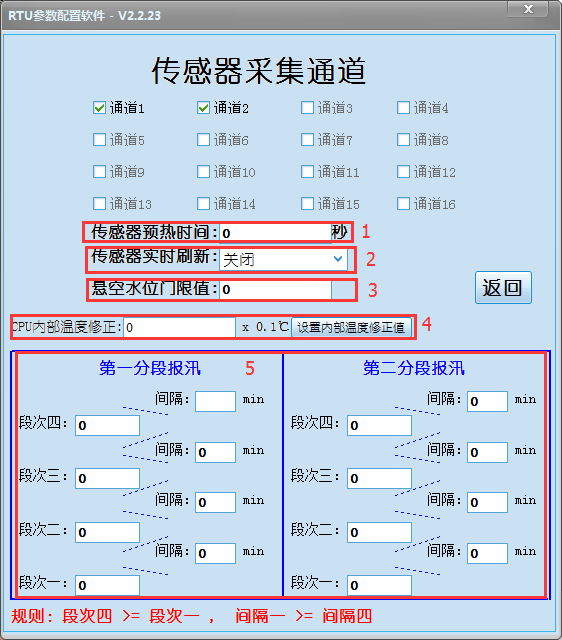 RTU参数配置软件 - V2.2.23
传感器采集通道
通道1 通道2 通道3 通道4
通道5 通道6 通道7 通道8
通道9 通道10 通道11 通道12
通道13 通道14 通道15 通道16
传感器预热时间: 0 秒 1
传感器实时刷新: 关闭 2
悬空水位门限值: 0 3
返回
CPU内部温度修正: 0 x 0.1℃ 设置内部温度修正值 4
第一分段报汛 5 第二分段报汛
间隔: min 间隔: 0 min
段次四: 0 段次四: 0
间隔: 0 min 间隔: 0 min
段次三: 0 段次三: 0
间隔: 0 min 间隔: 0 min
段次二: 0 段次二: 0
间隔: 0 min 间隔: 0 min
段次一: 0 段次一: 0
规则: 段次四 >= 段次一 , 间隔一 >= 间隔四